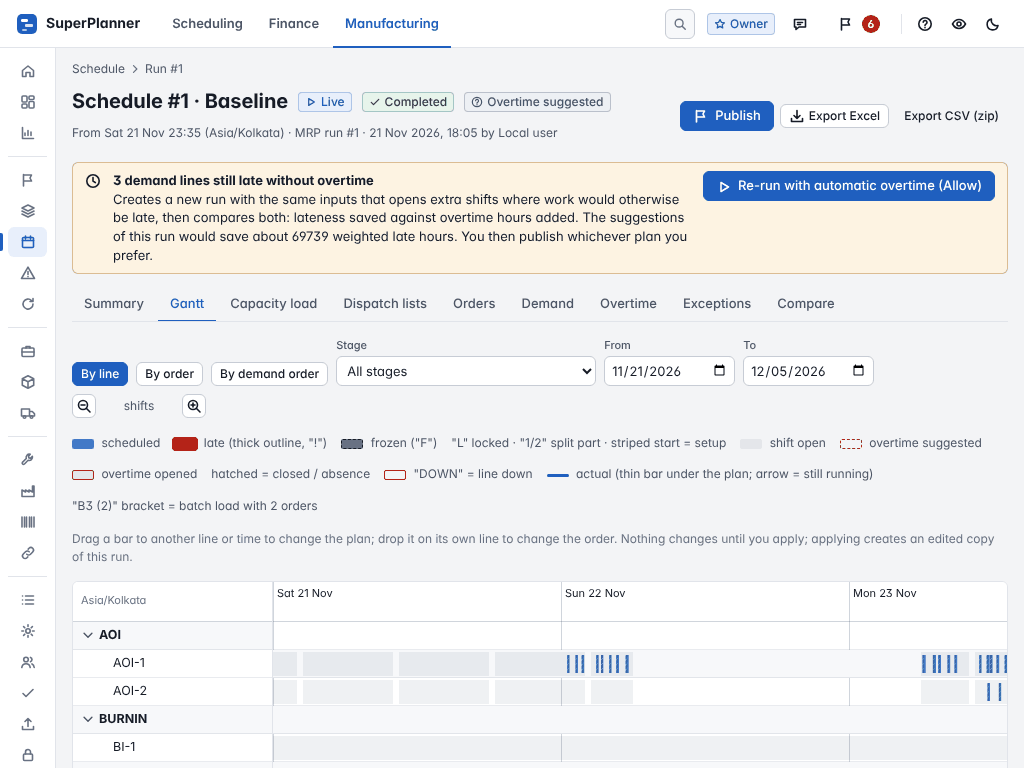 SuperPlanner
Scheduling
Finance
Manufacturing
Owner
6
Schedule
Run #1
Schedule #1 · Baseline
Live
Completed
Overtime suggested
From Sat 21 Nov 23:35 (Asia/Kolkata) · MRP run #1 · 21 Nov 2026, 18:05 by Local user
Publish
Export Excel
Export CSV (zip)
3 demand lines still late without overtime
Creates a new run with the same inputs that opens extra shifts where work would otherwise
be late, then compares both: lateness saved against overtime hours added. The suggestions
of this run would save about 69739 weighted late hours. You then publish whichever plan you
prefer.
Re-run with automatic overtime (Allow)
Summary
Gantt
Capacity load
Dispatch lists
Orders
Demand
Overtime
Exceptions
Compare
By line
By order
By demand order
Stage
All stages
From
11/21/2026
To
12/05/2026
shifts
scheduled
late (thick outline, "!")
frozen ("F")
"L" locked · "1/2" split part · striped start = setup
shift open
overtime suggested
overtime opened
hatched = closed / absence
"DOWN" = line down
actual (thin bar under the plan; arrow = still running)
"B3 (2)" bracket = batch load with 2 orders
Drag a bar to another line or time to change the plan; drop it on its own line to change the order. Nothing changes until you apply; applying creates an edited copy
of this run.
Asia/Kolkata
Sat 21 Nov
Sun 22 Nov
Mon 23 Nov
AOI
AOI-1
AOI-2
BURNIN
BI-1